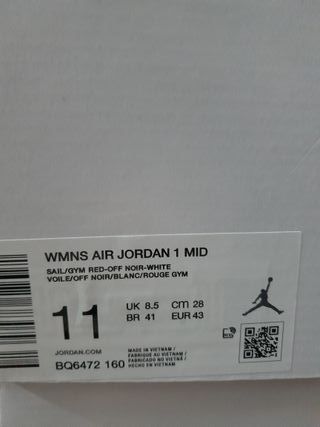 WMNS AIR JORDAN 1 MID
SAIL/GYM RED-OFF NOIR-WHITE
VOILE/OFF NOIR/BLANC/ROUGE GYM
11
UK 8.5 cm 28
BR 41 EUR 43
JORDAN.COM
BQ6472 160
MADE IN VIETNAM /
FABRIQUÉ AU VIETNAM /
FABRICADO NO VIETNÃ /
HECHO EN VIETNAM